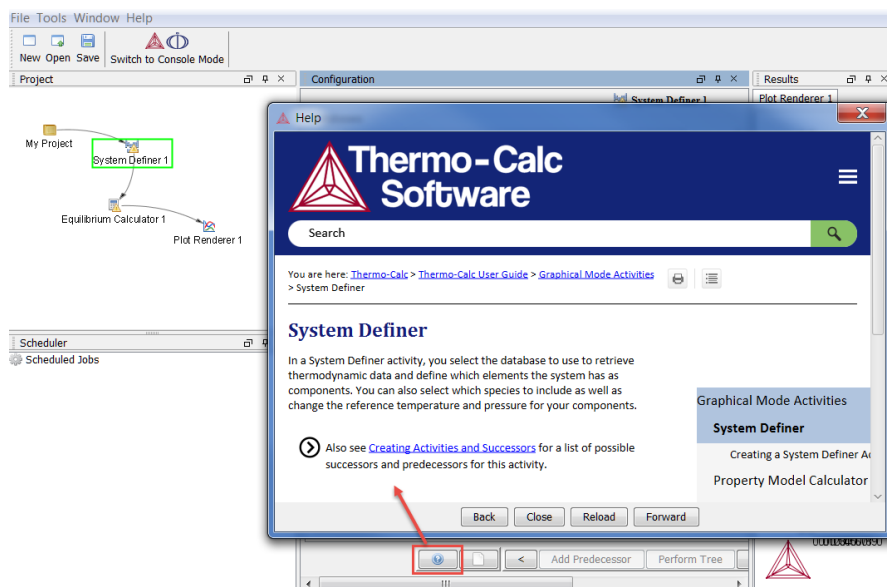 File Tools Window Help
New Open Save Switch to Console Mode
Project
My Project
System Definer 1
Equilibrium Calculator 1
Plot Renderer 1
Scheduler
Scheduled Jobs
Configuration
System Definer 1
Results
Plot Renderer 1
Help
Thermo-Calc
Software
Search
You are here: Thermo-Calc > Thermo-Calc User Guide > Graphical Mode Activities
> System Definer
System Definer
In a System Definer activity, you select the database to use to retrieve
thermodynamic data and define which elements the system has as
components. You can also select which species to include as well as
change the reference temperature and pressure for your components.
Also see Creating Activities and Successors for a list of possible
successors and predecessors for this activity.
Graphical Mode Activities
System Definer
Creating a System Definer
Property Model Calculator
Back Close Reload Forward
< Add Predecessor Perform Tree